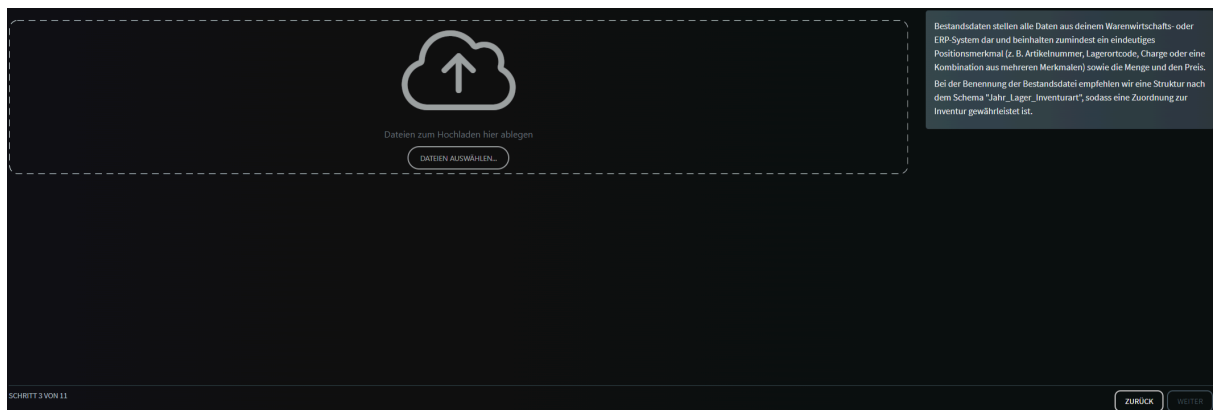 Dateien zum Hochladen hier ablegen
DATEIEN AUSWÄHLEN...
Bestandsdaten stellen alle Daten aus deinem Warenwirtschafts- oder
ERP-System dar und beinhalten zumindest ein eindeutiges
Positionsmerkmal (z. B. Artikelnummer, Lagerortcode, Charge oder eine
Kombination aus mehreren Merkmalen) sowie die Menge und den Preis.
Bei der Benennung der Bestandsdatei empfehlen wir eine Struktur nach
dem Schema "Jahr_Lager_Inventurart", sodass eine Zuordnung zur
Inventur gewährleistet ist.
SCHRITT 3 VON 11
ZURÜCK
WEITER